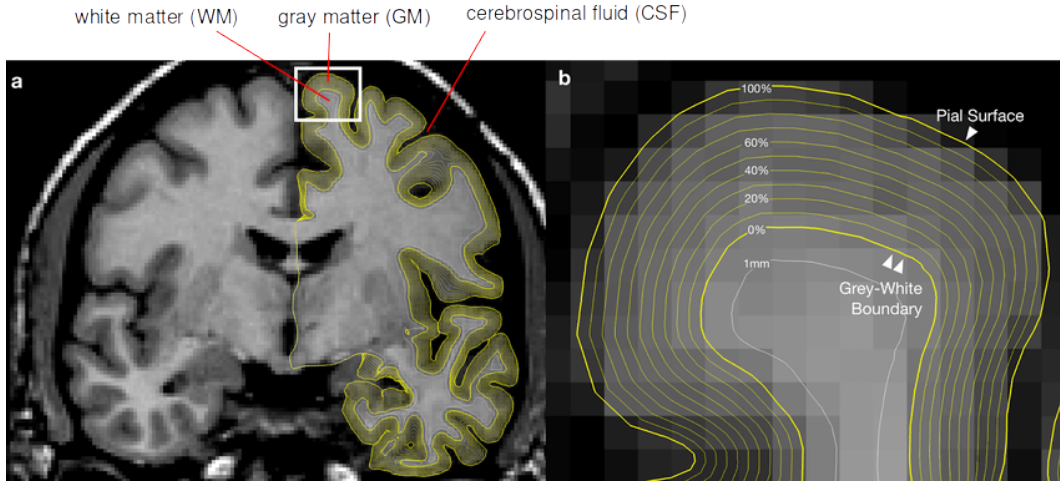 white matter (WM)
gray matter (GM)
cerebrospinal fluid (CSF)
a
b
100%
Pial Surface
60%
40%
20%
0%
1mm
Grey-White
Boundary